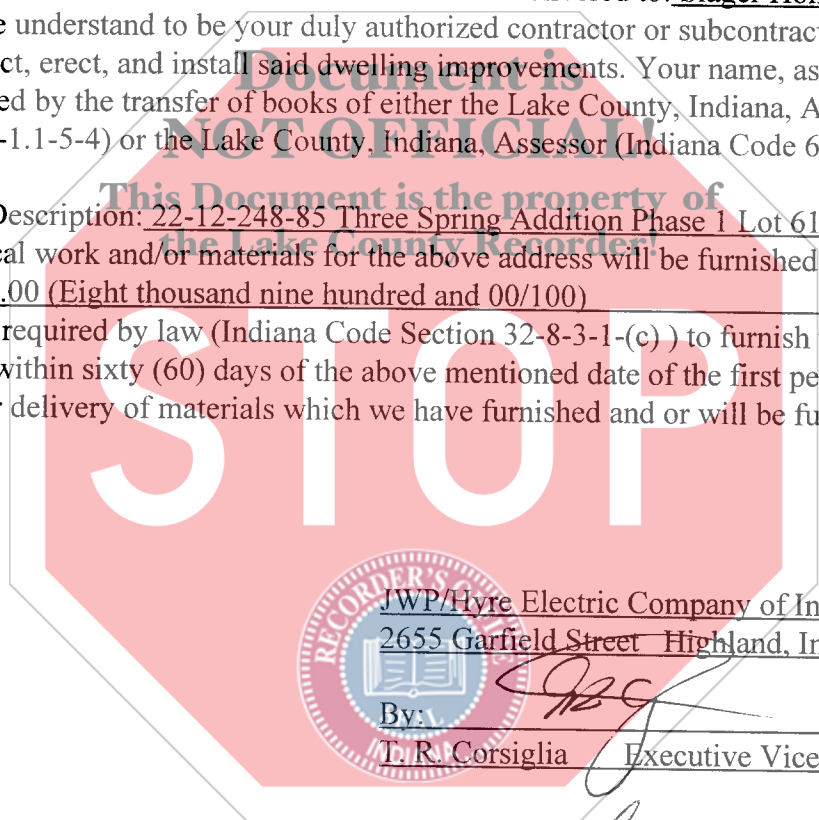 e understand to be your duly authorized contractor or subcontract
ct, erect, and install said dwelling improvements. Your name, as
ed by the transfer of books of either the Lake County, Indiana, A
-1.1-5-4) or the Lake County, Indiana, Assessor (Indiana Code 6
Document is
NOT OFFICIAL!
This Document is the property of
the Lake County Recorder!
Description: 22-12-248-85 Three Spring Addition Phase 1 Lot 61
cal work and/or materials for the above address will be furnished
.00 (Eight thousand nine hundred and 00/100)
required by law (Indiana Code Section 32-8-3-1-(c) ) to furnish
within sixty (60) days of the above mentioned date of the first pe
r delivery of materials which we have furnished and or will be fu
STOP
RECORDER'S OFFICE
SEAL
INDIANA
JWP/Hyre Electric Company of In
2655 Garfield Street Highland, In
By:
T. R. Corsiglia Executive Vice